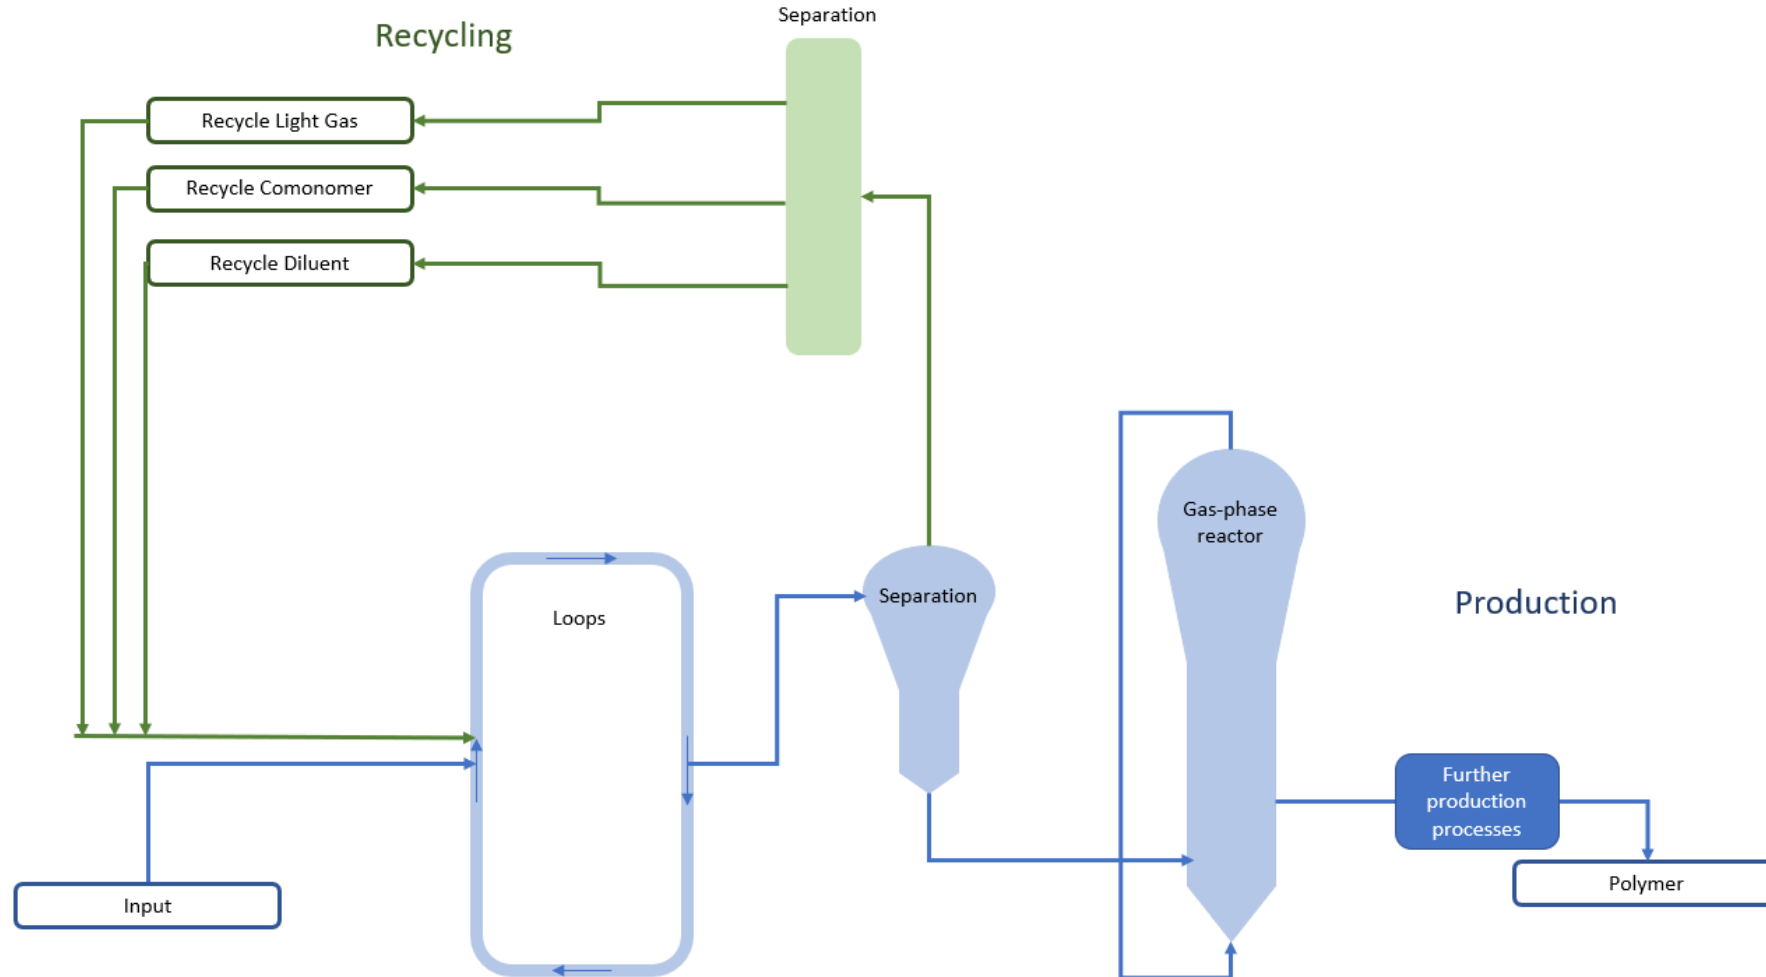 Separation
Recycling
Recycle Light Gas
Recycle Comonomer
Recycle Diluent
Gas-phase
reactor
Separation
Production
Loops
Further
production
processes
Polymer
Input